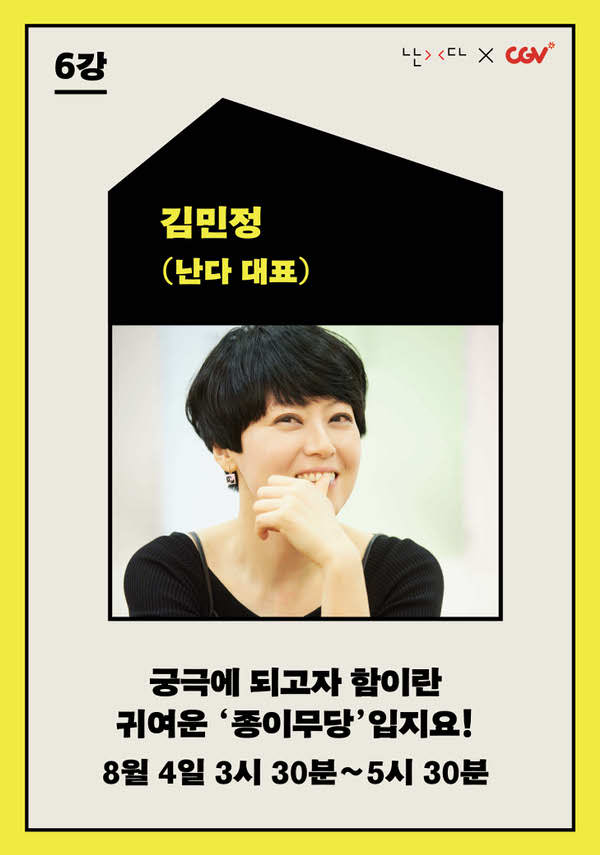 6강
난다 × CGV
김민정
(난다 대표)
궁극에 되고자 함이란
귀여운 ‘종이무당’입지요!
8월 4일 3시 30분~5시 30분